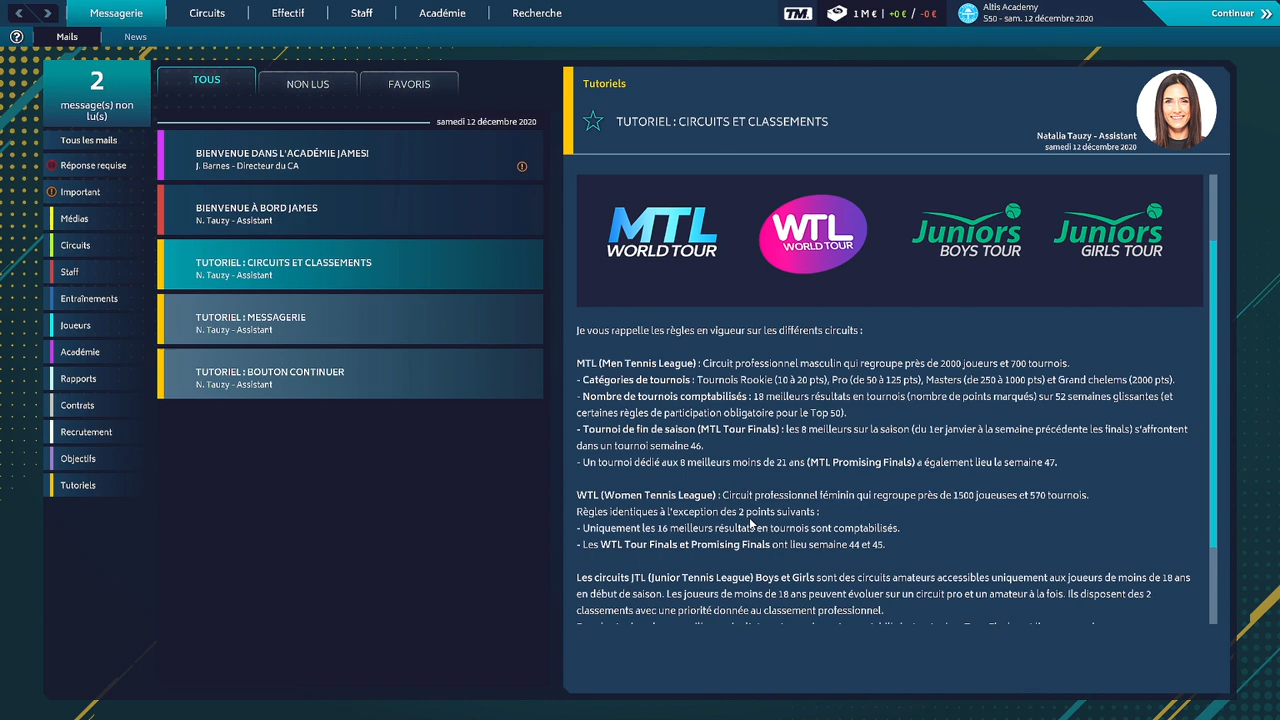 Messagerie
Circuits
Effectif
Staff
Académie
Recherche
TM.
1 M € | +0 € / -0 €
Altis Academy
550 - sam. 12 décembre 2020
Continuer
Mails
News
2
message(s) non
lu(s)
Tous les mails
Réponse requise
Important
Médias
Circuits
Staff
Entraînements
Joueurs
Académie
Rapports
Contrats
Recrutement
Objectifs
Tutoriels
TOUS
NON LUS
FAVORIS
samedi 12 décembre 2020
BIENVENUE DANS L'ACADÉMIE JAMES!
J. Barnes - Directeur du CA
BIENVENUE À BORD JAMES
N. Tauzy - Assistant
TUTORIEL : CIRCUITS ET CLASSEMENTS
N. Tauzy - Assistant
TUTORIEL : MESSAGERIE
N. Tauzy - Assistant
TUTORIEL : BOUTON CONTINUER
N. Tauzy - Assistant
Tutoriels
TUTORIEL : CIRCUITS ET CLASSEMENTS
Natalia Tauzy - Assistant
samedi 12 décembre 2020
MTL
WORLD TOUR
WTL
WORLD TOUR
Juniors
BOYS TOUR
Juniors
GIRLS TOUR
Je vous rappelle les règles en vigueur sur les différents circuits :
MTL (Men Tennis League) : Circuit professionnel masculin qui regroupe près de 2000 joueurs et 700 tournois.
- Catégories de tournois : Tournois Rookie (10 à 20 pts), Pro (de 50 à 125 pts), Masters (de 250 à 1000 pts) et Grand chelems (2000 pts).
- Nombre de tournois comptabilisés : 18 meilleurs résultats en tournois (nombre de points marqués) sur 52 semaines glissantes (et
certaines règles de participation obligatoire pour le Top 50).
- Tournoi de fin de saison (MTL Tour Finals) : les 8 meilleurs sur la saison (du 1er janvier à la semaine précédente les finals) s'affrontent
dans un tournoi semaine 46.
- Un tournoi dédié aux 8 meilleurs moins de 21 ans (MTL Promising Finals) a également lieu la semaine 47.
WTL (Women Tennis League) : Circuit professionnel féminin qui regroupe près de 1500 joueuses et 570 tournois.
Règles identiques à l'exception des 2 points suivants :
- Uniquement les 16 meilleurs résultats en tournois sont comptabilisés.
- Les WTL Tour Finals et Promising Finals ont lieu semaine 44 et 45.
Les circuits JTL (Junior Tennis League) Boys et Girls sont des circuits amateurs accessibles uniquement aux joueurs de moins de 18 ans
en début de saison. Les joueurs de moins de 18 ans peuvent évoluer sur un circuit pro et un amateur à la fois. Ils disposent des 2
classements avec une priorité donnée au classement professionnel.